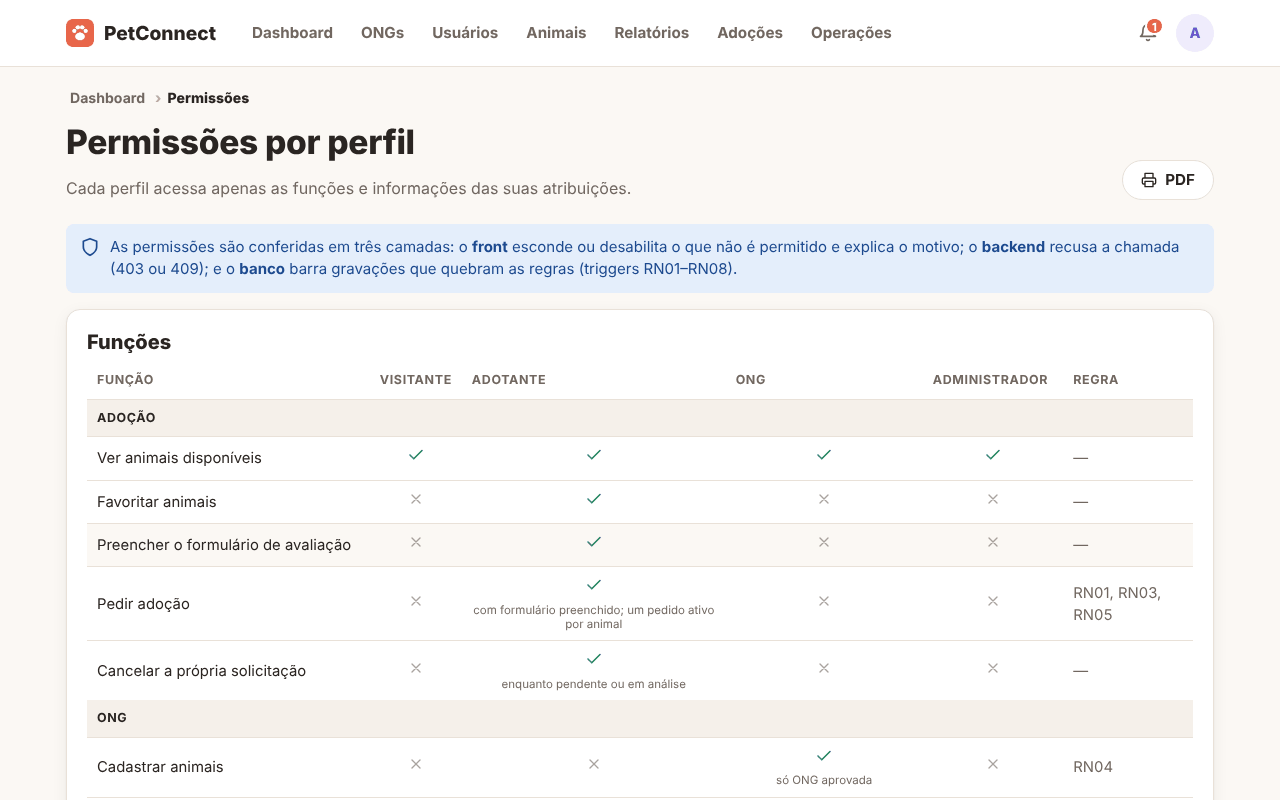 PetConnect Dashboard ONGs Usuários Animais Relatórios Adoções Operações 1 A
Dashboard › Permissões
Permissões por perfil
Cada perfil acessa apenas as funções e informações das suas atribuições.
PDF
As permissões são conferidas em três camadas: o front esconde ou desabilita o que não é permitido e explica o motivo; o backend recusa a chamada
(403 ou 409); e o banco barra gravações que quebram as regras (triggers RN01–RN08).
Funções
FUNÇÃO VISITANTE ADOTANTE ONG ADMINISTRADOR REGRA
ADOÇÃO
Ver animais disponíveis —
Favoritar animais —
Preencher o formulário de avaliação —
Pedir adoção
com formulário preenchido; um pedido ativo
por animal
RN01, RN03,
RN05
Cancelar a própria solicitação
enquanto pendente ou em análise
—
ONG
Cadastrar animais
só ONG aprovada
RN04